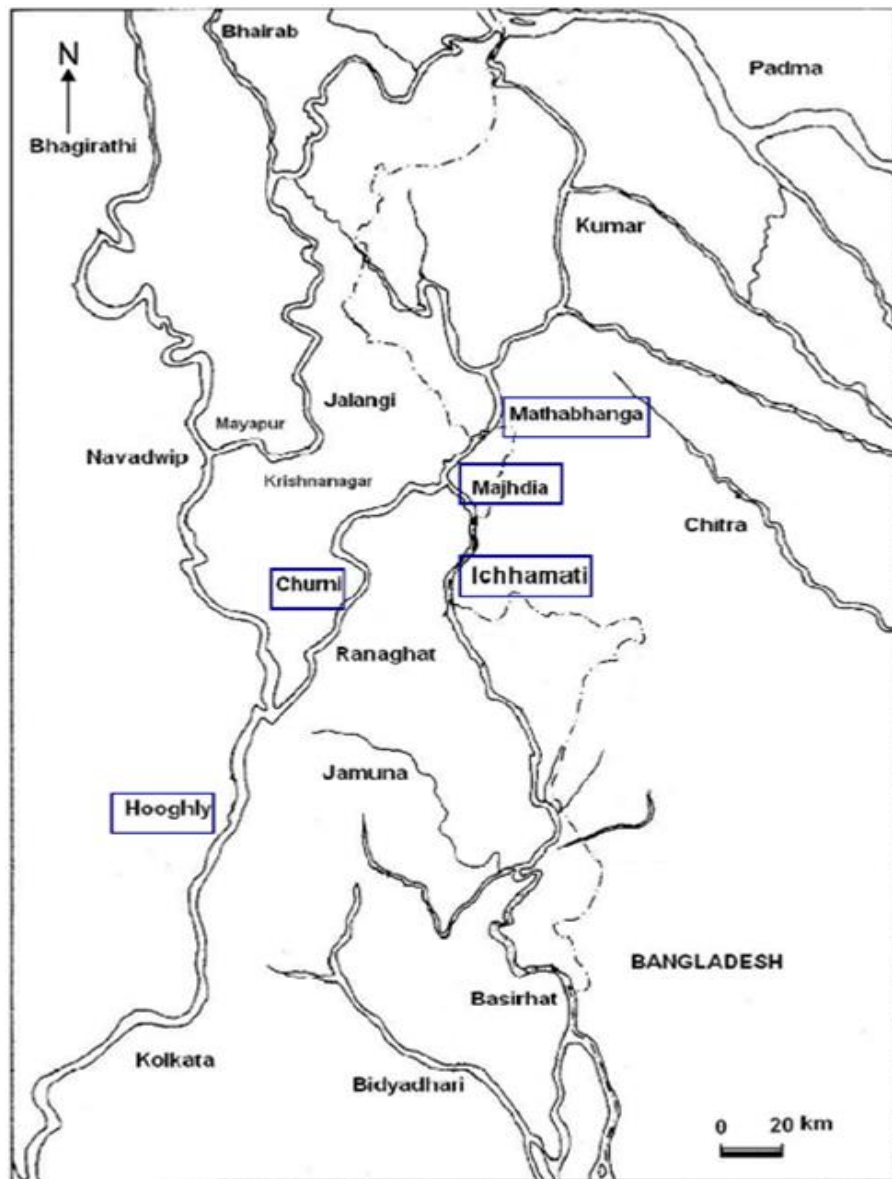 Bhairab
N
Padma
Bhagirathi
Kumar
Jalangi
Mathabhanga
Mayapur
Navadwip
Krishnanagar
Majhdia
Chitra
Churni
Ichhamati
Ranaghat
Jamuna
Hooghly
BANGLADESH
Basirhat
Kolkata
Bidyadhari
0 20 km